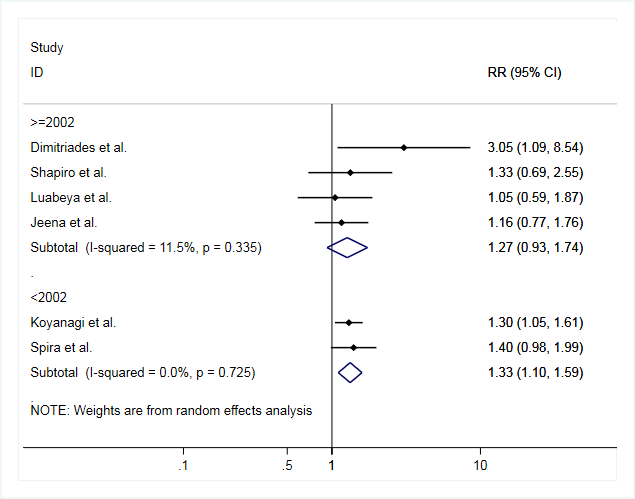 Study
ID RR (95% CI)
>=2002
Dimitriades et al. 3.05 (1.09, 8.54)
Shapiro et al. 1.33 (0.69, 2.55)
Luabeya et al. 1.05 (0.59, 1.87)
Jeena et al. 1.16 (0.77, 1.76)
Subtotal (I-squared = 11.5%, p = 0.335) 1.27 (0.93, 1.74)
.
<2002
Koyanagi et al. 1.30 (1.05, 1.61)
Spira et al. 1.40 (0.98, 1.99)
Subtotal (I-squared = 0.0%, p = 0.725) 1.33 (1.10, 1.59)
.
NOTE: Weights are from random effects analysis
.1 .5 1 10